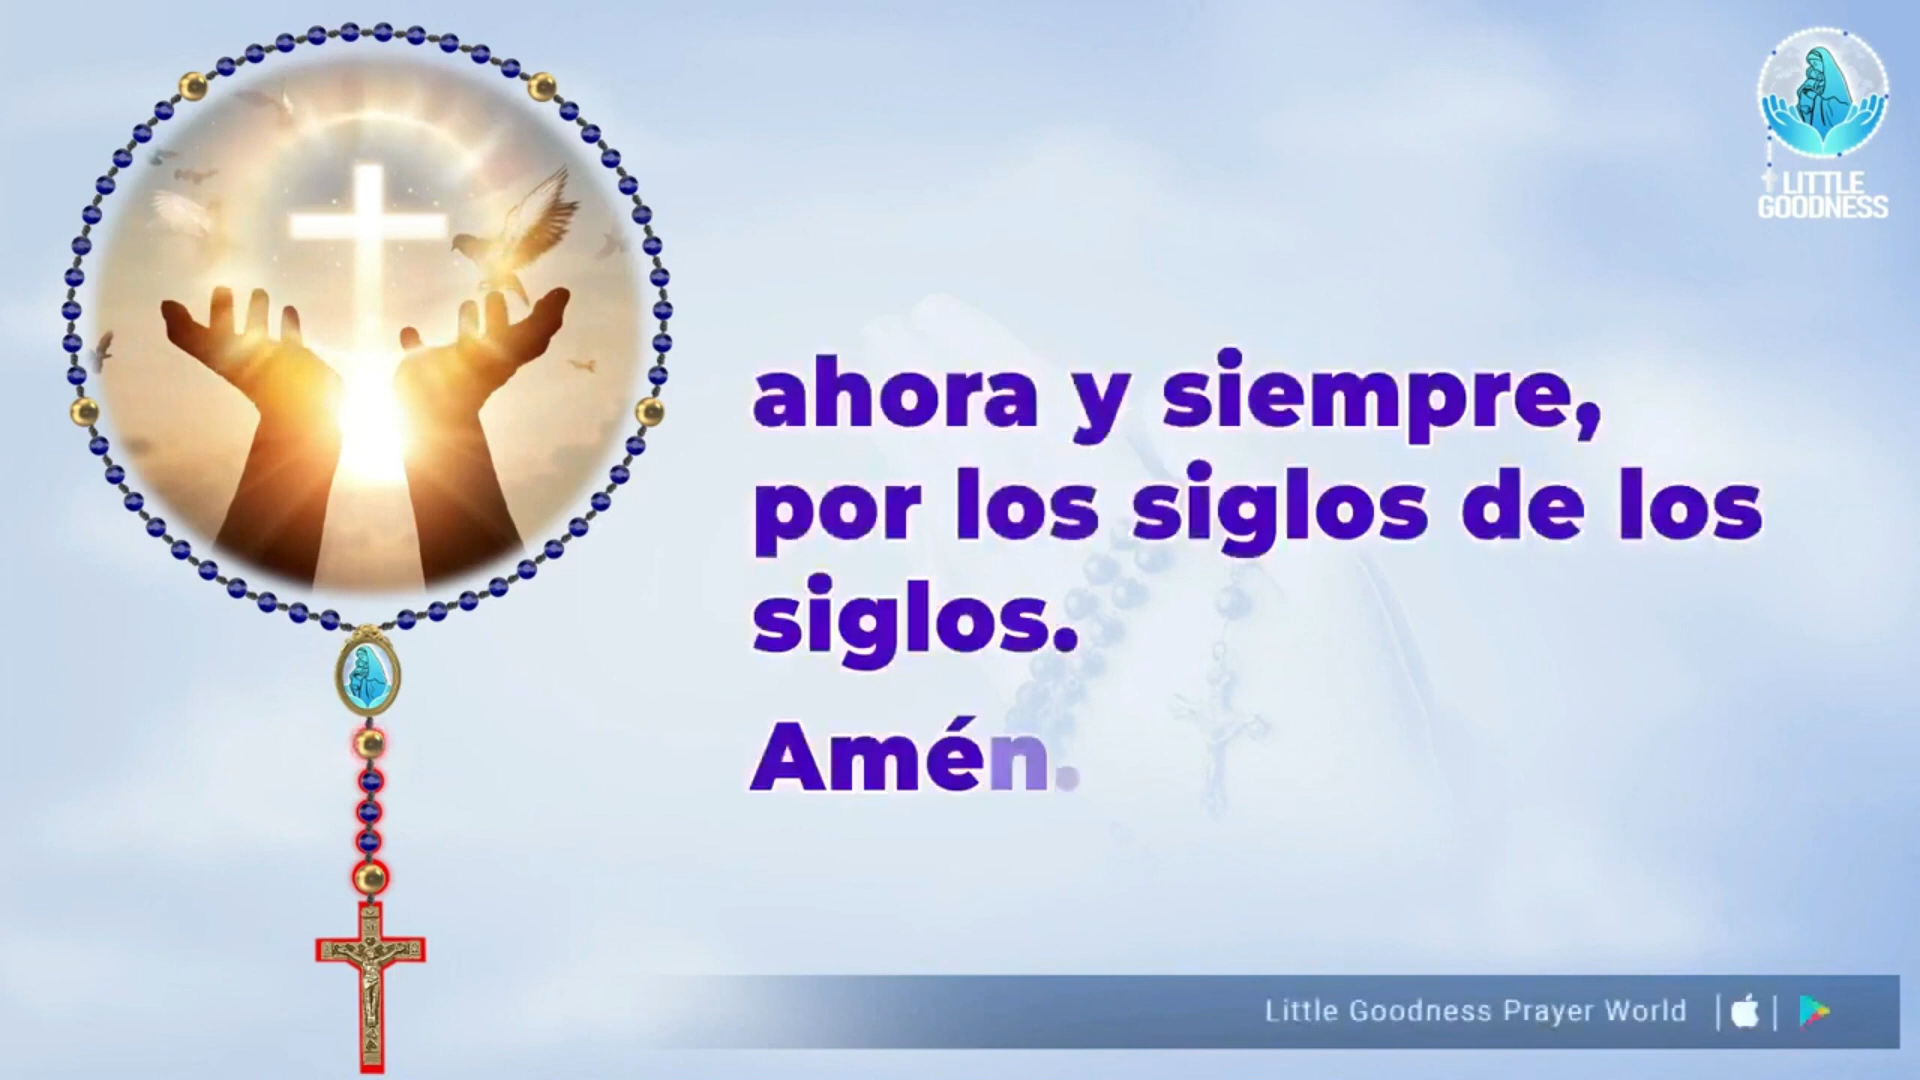 LITTLE
GOODNESS
ahora y siempre,
por los siglos de los
siglos.
Amén.
Little Goodness Prayer World